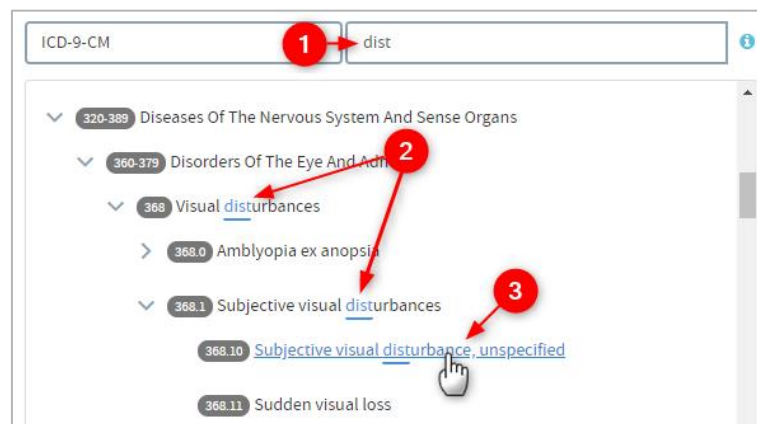 ICD-9-CM 1 dist
320-389 Diseases Of The Nervous System And Sense Organs
360-379 Disorders Of The Eye And 2
368 Visual disturbances
368.0 Amblyopia ex anopsia
368.1 Subjective visual disturbances 3
368.10 Subjective visual disturbance, unspecified
368.11 Sudden visual loss